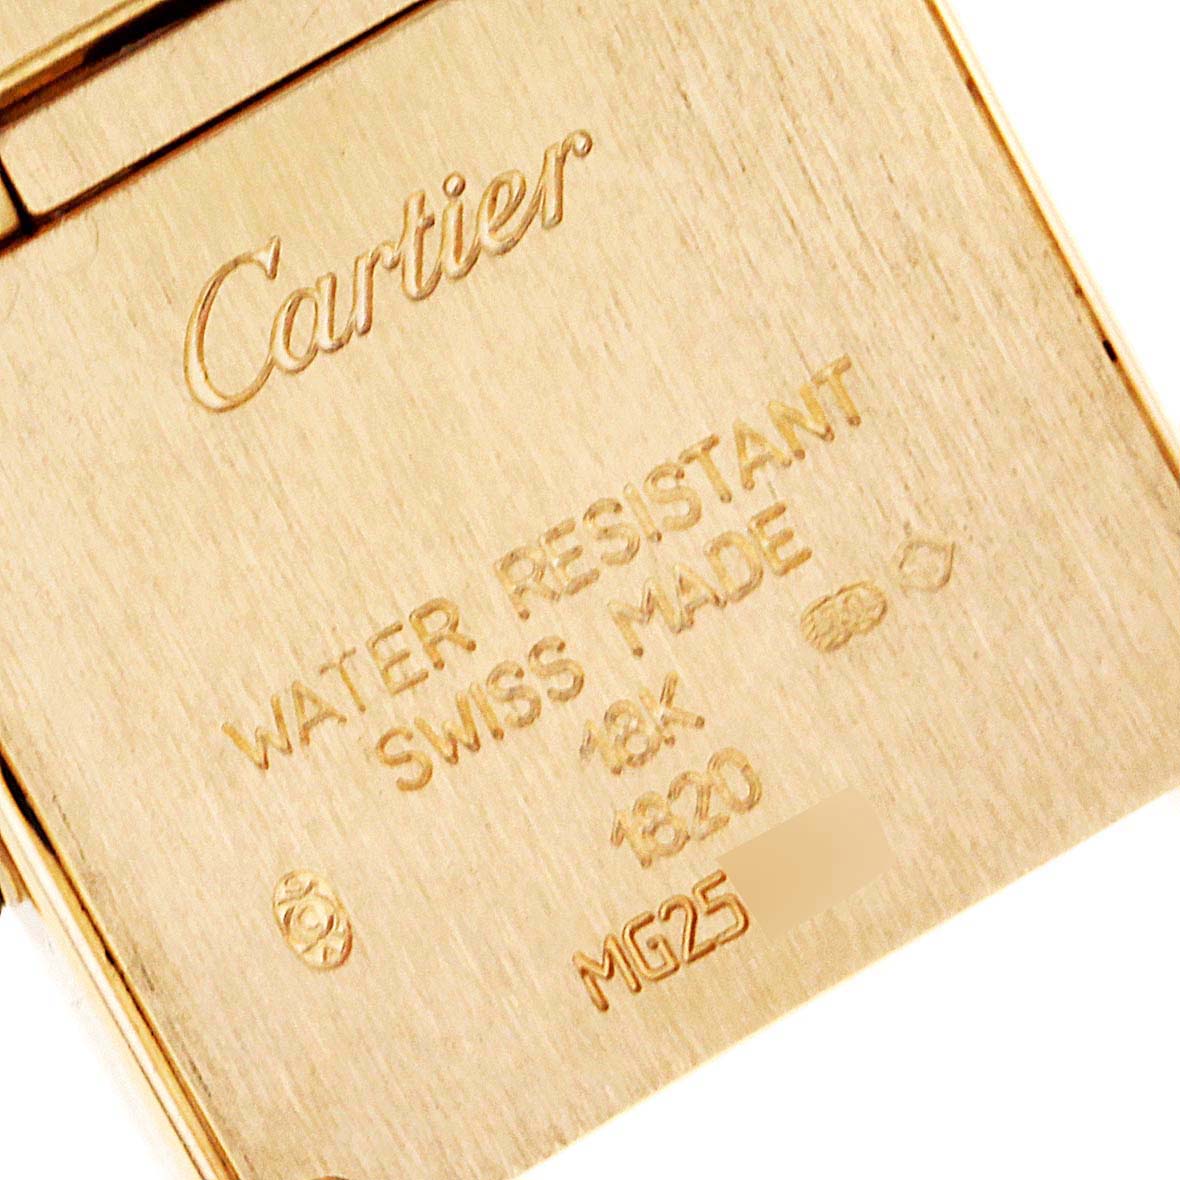 Cartier
WATER RESISTANT
SWISS MADE
18K
1820
MG25